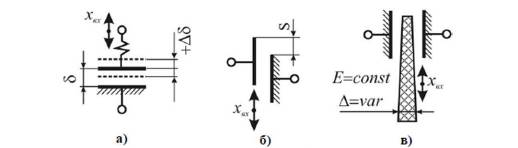 xвх
δ
+Δδ
а)
s
xвх
б)
E=const
Δ=var
xвх
в)